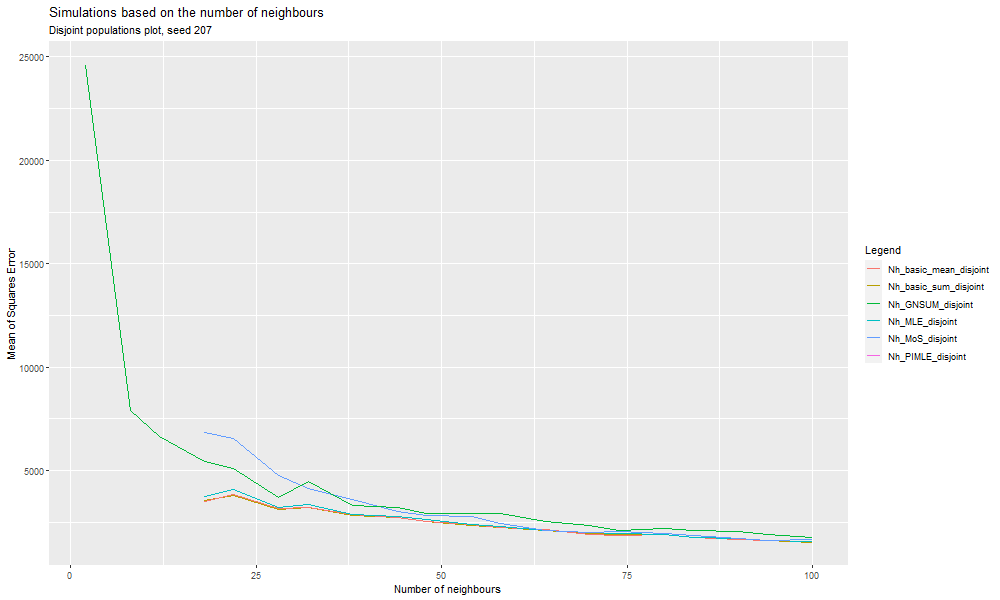 Simulations based on the number of neighbours
Disjoint populations plot, seed 207
25000
20000
15000
10000
5000
Mean of Squares Error
0
25
50
75
100
Number of neighbours
Legend
Nh_basic_mean_disjoint
Nh_basic_sum_disjoint
Nh_GNSUM_disjoint
Nh_MLE_disjoint
Nh_MoS_disjoint
Nh_PIMLE_disjoint